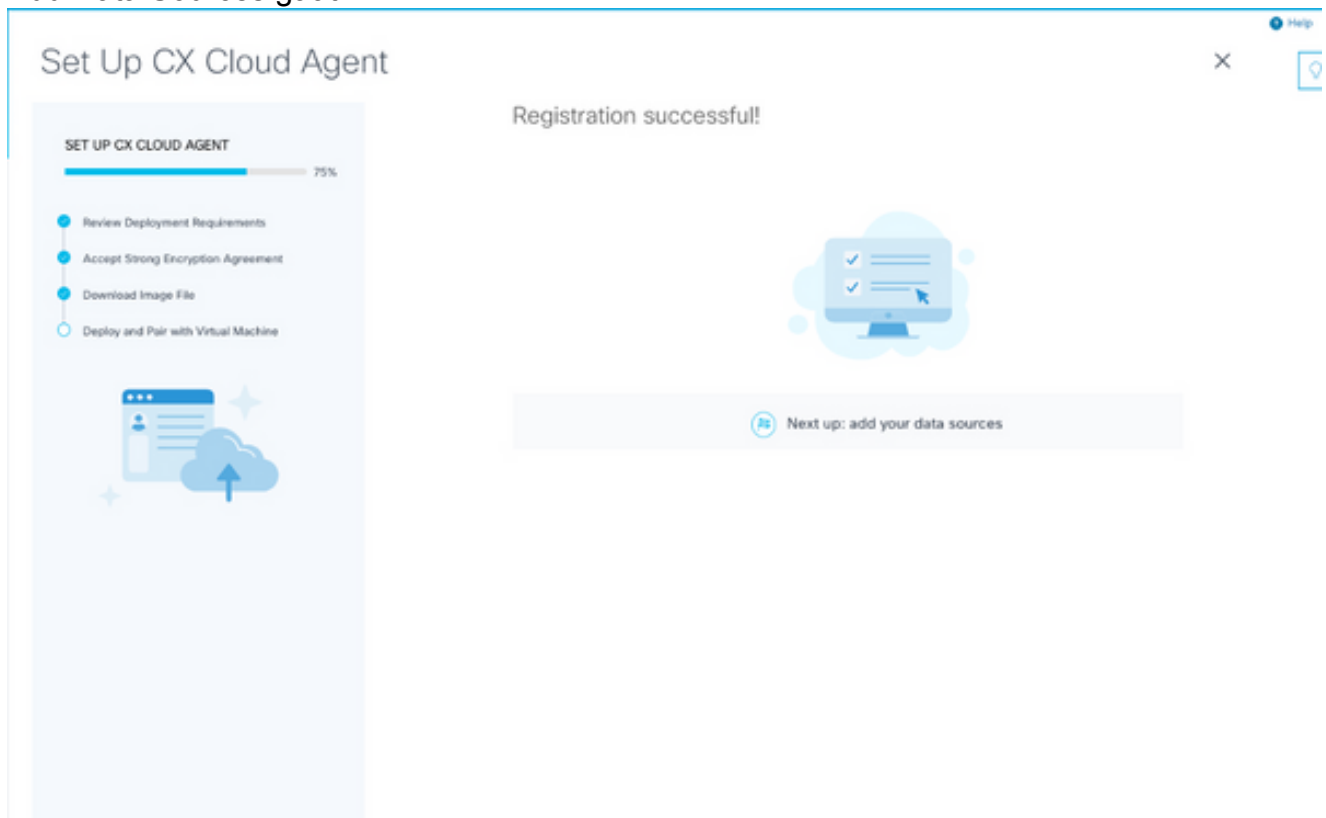 Help
Set Up CX Cloud Agent
Registration successful!
SET UP CX CLOUD AGENT
75%
Review Deployment Requirements
Accept Strong Encryption Agreement
Download Image File
Deploy and Pair with Virtual Machine
Next up: add your data sources